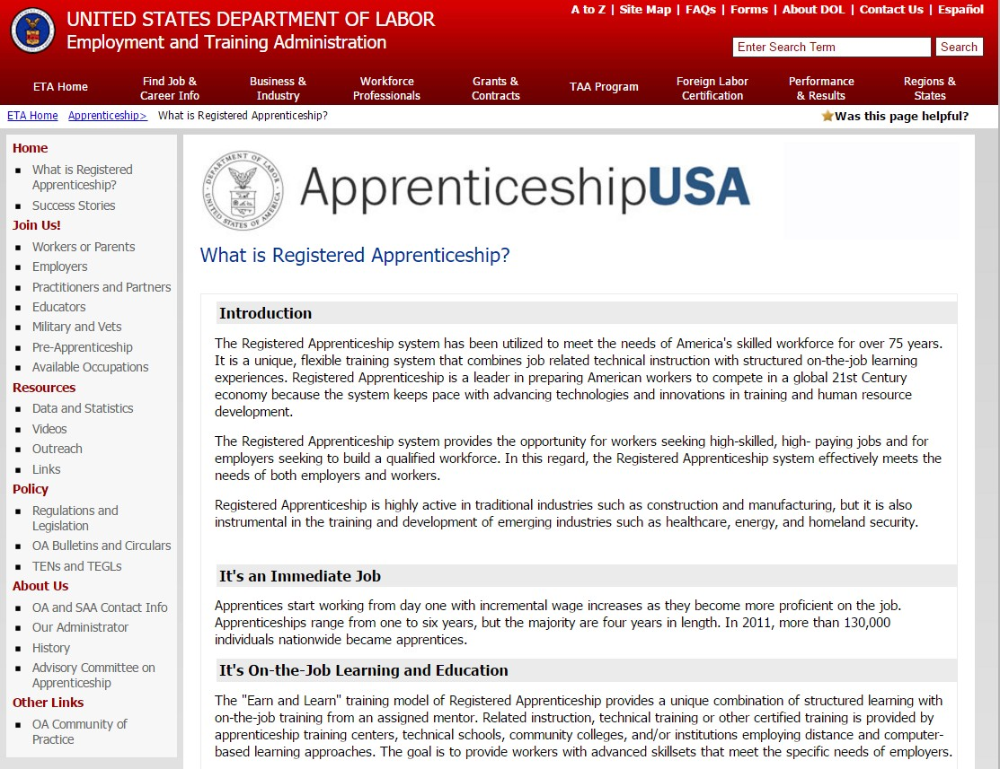 UNITED STATES DEPARTMENT OF LABOR
Employment and Training Administration
A to Z | Site Map | FAQs | Forms | About DOL | Contact Us | Español
Enter Search Term
Search
ETA Home
Find Job &
Career Info
Business &
Industry
Workforce
Professionals
Grants &
Contracts
TAA Program
Foreign Labor
Certification
Performance
& Results
Regions &
States
ETA Home Apprenticeship> What is Registered Apprenticeship?
Was this page helpful?
Home
What is Registered
Apprenticeship?
Success Stories
Join Us!
Workers or Parents
Employers
Practitioners and Partners
Educators
Military and Vets
Pre-Apprenticeship
Available Occupations
Resources
Data and Statistics
Videos
Outreach
Links
Policy
Regulations and
Legislation
OA Bulletins and Circulars
TENs and TEGLs
About Us
OA and SAA Contact Info
Our Administrator
History
Advisory Committee on
Apprenticeship
Other Links
OA Community of
Practice
DEPARTMENT OF LABOR
UNITED STATES OF AMERICA
ApprenticeshipUSA
What is Registered Apprenticeship?
Introduction
The Registered Apprenticeship system has been utilized to meet the needs of America's skilled workforce for over 75 years.
It is a unique, flexible training system that combines job related technical instruction with structured on-the-job learning
experiences. Registered Apprenticeship is a leader in preparing American workers to compete in a global 21st Century
economy because the system keeps pace with advancing technologies and innovations in training and human resource
development.
The Registered Apprenticeship system provides the opportunity for workers seeking high-skilled, high- paying jobs and for
employers seeking to build a qualified workforce. In this regard, the Registered Apprenticeship system effectively meets the
needs of both employers and workers.
Registered Apprenticeship is highly active in traditional industries such as construction and manufacturing, but it is also
instrumental in the training and development of emerging industries such as healthcare, energy, and homeland security.
It's an Immediate Job
Apprentices start working from day one with incremental wage increases as they become more proficient on the job.
Apprenticeships range from one to six years, but the majority are four years in length. In 2011, more than 130,000
individuals nationwide became apprentices.
It's On-the-Job Learning and Education
The "Earn and Learn" training model of Registered Apprenticeship provides a unique combination of structured learning with
on-the-job training from an assigned mentor. Related instruction, technical training or other certified training is provided by
apprenticeship training centers, technical schools, community colleges, and/or institutions employing distance and computer-
based learning approaches. The goal is to provide workers with advanced skillsets that meet the specific needs of employers.